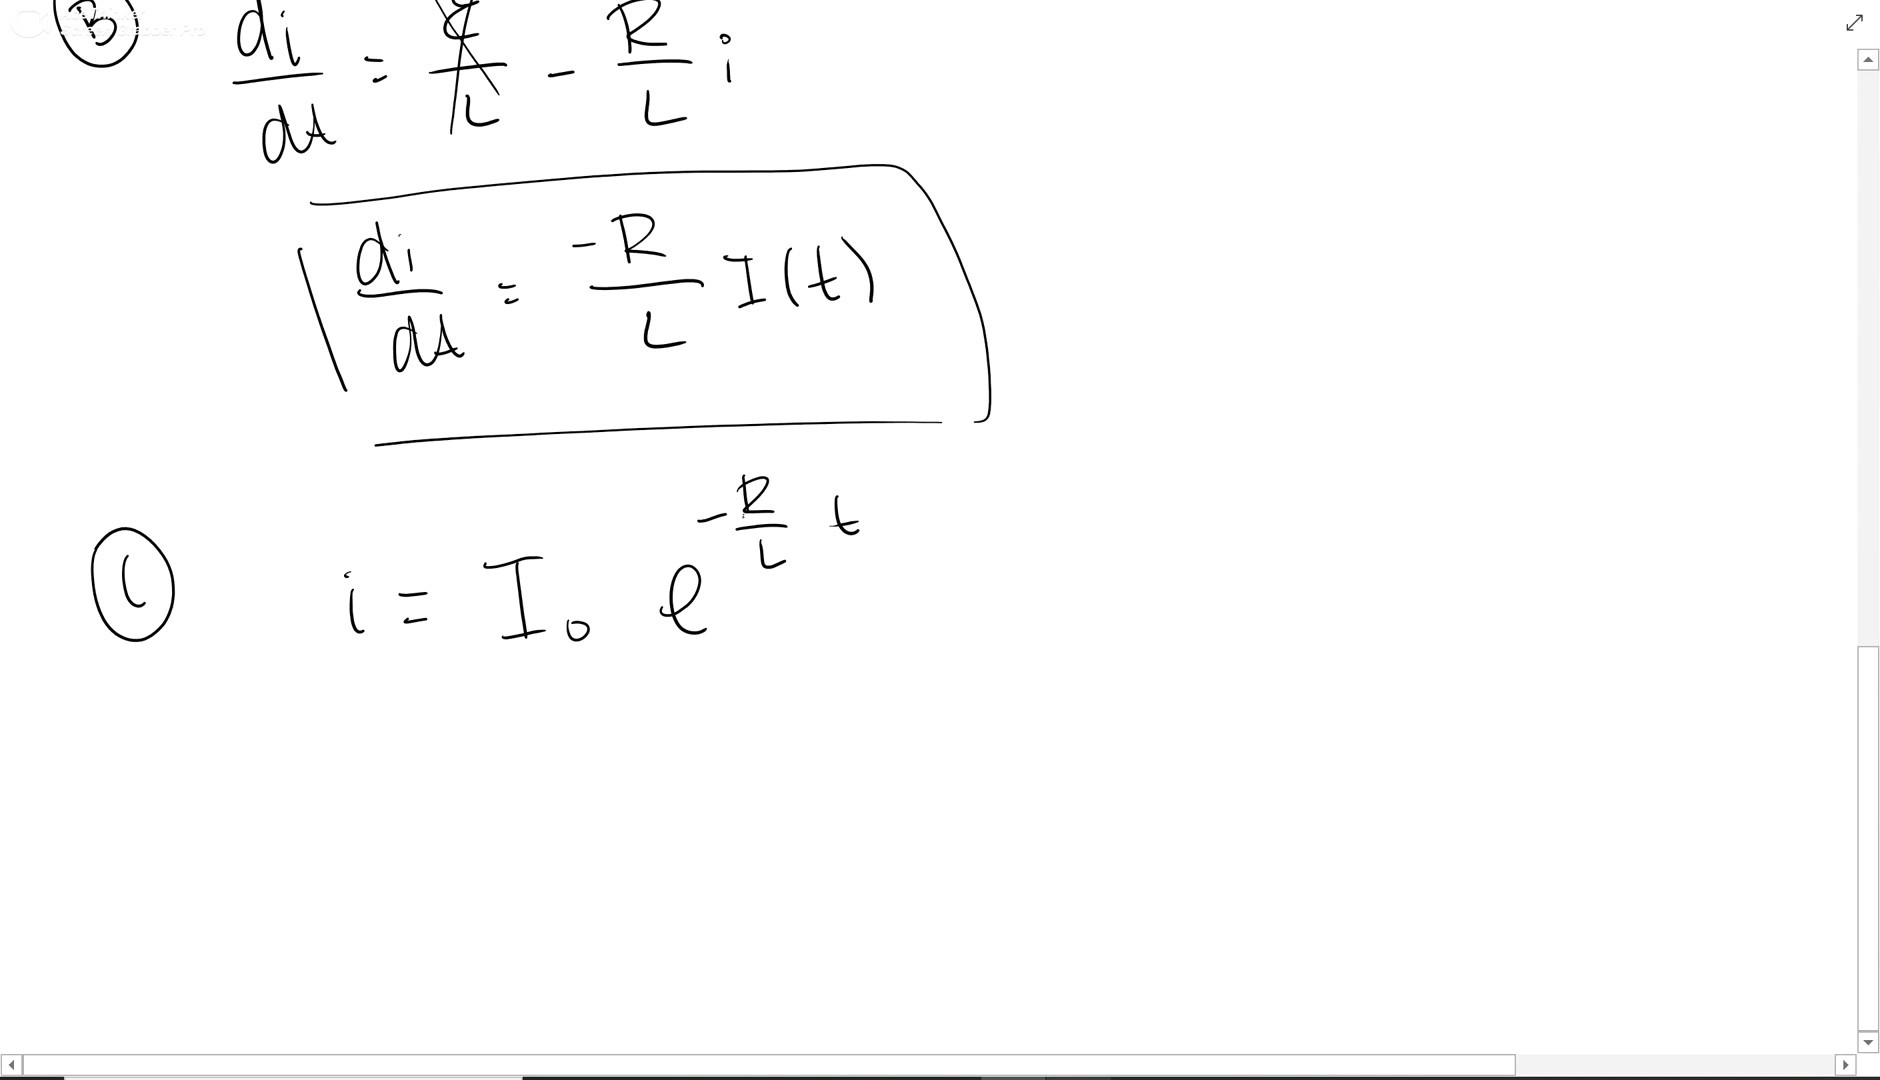 B di/dt = ε/L - R/L i
di/dt = -R/L I(t)
C i = I₀ e^(-R/L t)